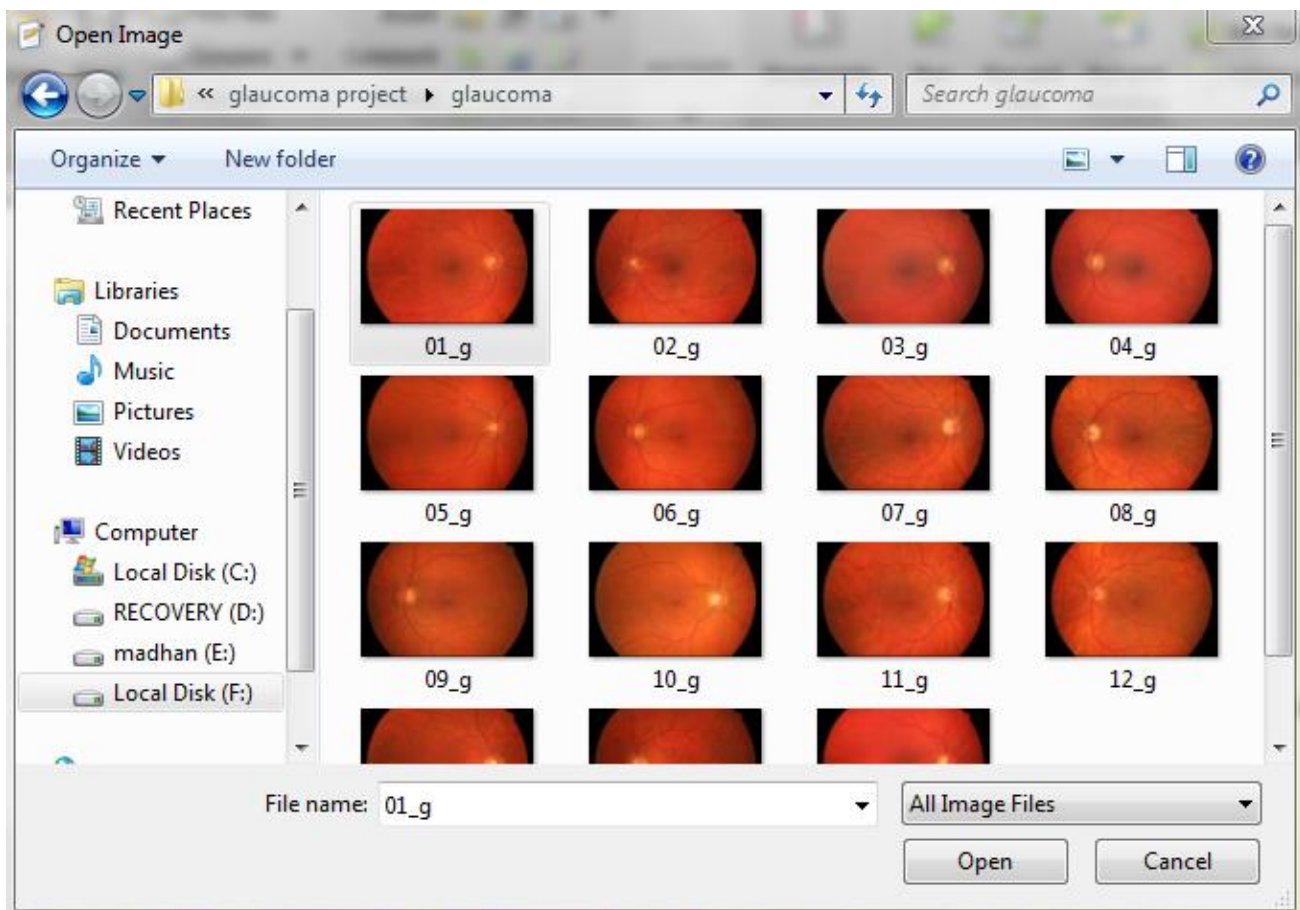 Open Image
« glaucoma project ▸ glaucoma
Search glaucoma
Organize
New folder
Recent Places
Libraries
Documents
Music
Pictures
Videos
Computer
Local Disk (C:)
RECOVERY (D:)
madhan (E:)
Local Disk (F:)
01_g 02_g 03_g 04_g
05_g 06_g 07_g 08_g
09_g 10_g 11_g 12_g
File name: 01_g
All Image Files
Open Cancel